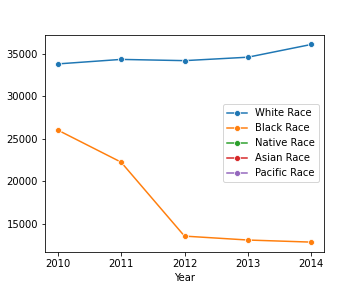 35000
30000
25000
20000
15000
White Race
Black Race
Native Race
Asian Race
Pacific Race
2010 2011 2012 2013 2014
Year